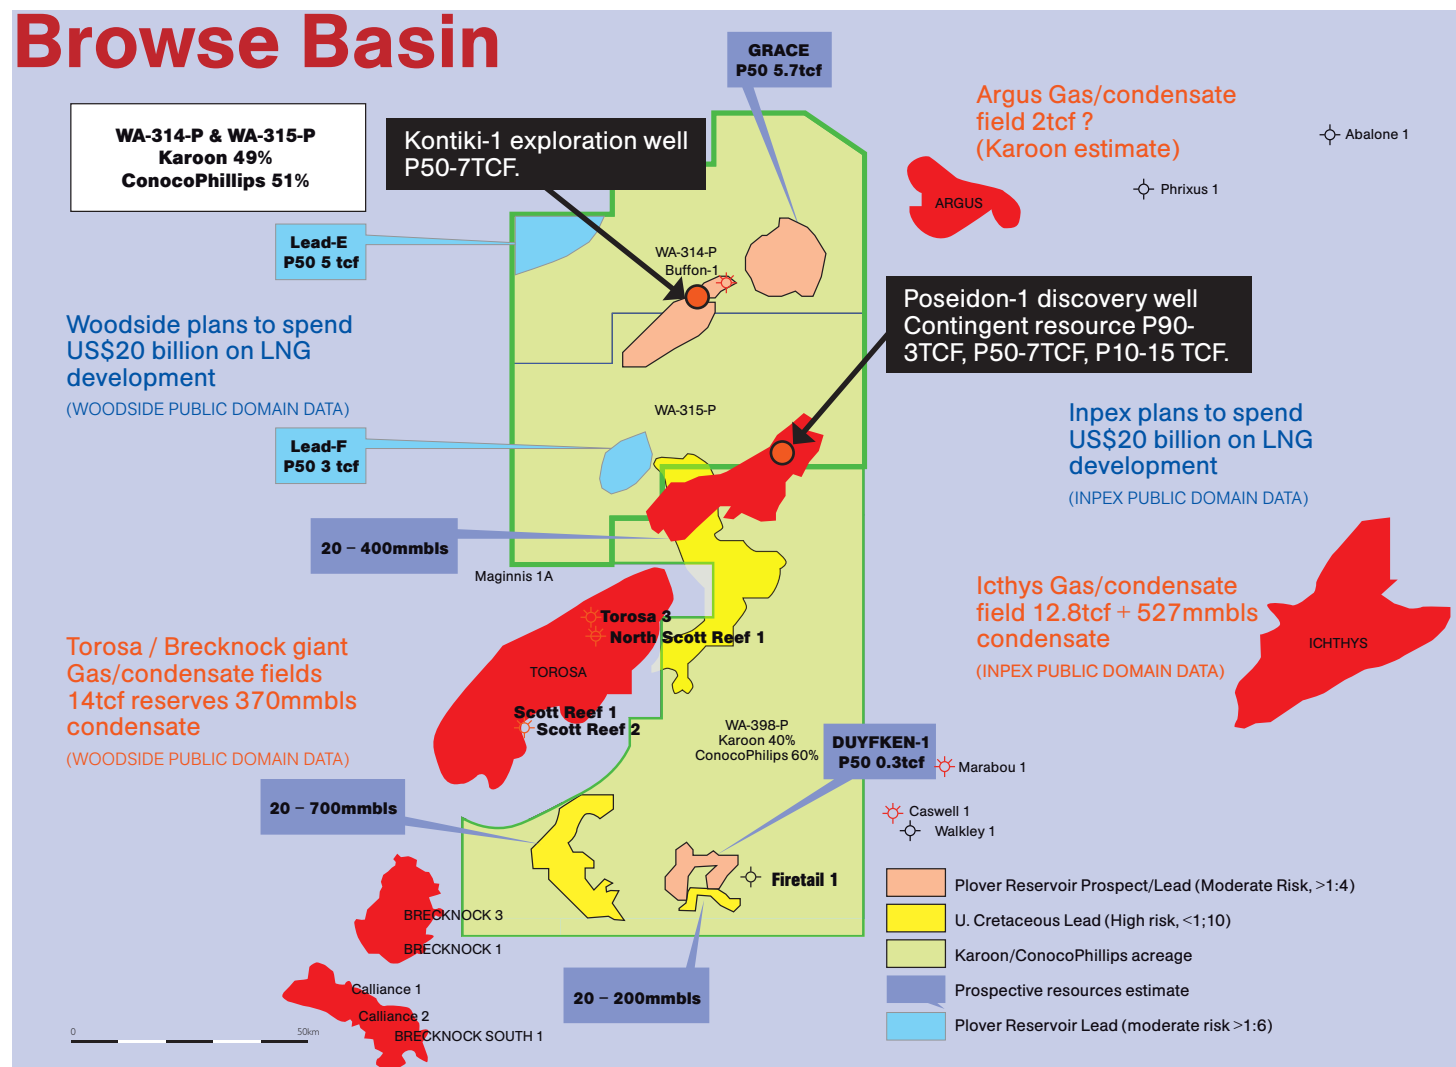 Browse Basin
WA-314-P & WA-315-P
Karoon 49%
ConocoPhillips 51%
GRACE
P50 5.7tcf
Kontiki-1 exploration well
P50-7TCF.
Argus Gas/condensate
field 2tcf ?
(Karoon estimate)
Abalone 1
Phrixus 1
ARGUS
Lead-E
P50 5 tcf
WA-314-P
Buffon-1
Poseidon-1 discovery well
Contingent resource P90-
3TCF, P50-7TCF, P10-15 TCF.
Woodside plans to spend
US$20 billion on LNG
development
(WOODSIDE PUBLIC DOMAIN DATA)
WA-315-P
Inpex plans to spend
US$20 billion on LNG
development
(INPEX PUBLIC DOMAIN DATA)
Lead-F
P50 3 tcf
20 – 400mmbls
Maginnis 1A
Icthys Gas/condensate
field 12.8tcf + 527mmbls
condensate
(INPEX PUBLIC DOMAIN DATA)
ICHTHYS
Torosa 3
North Scott Reef 1
TOROSA
Scott Reef 1
Scott Reef 2
Torosa / Brecknock giant
Gas/condensate fields
14tcf reserves 370mmbls
condensate
(WOODSIDE PUBLIC DOMAIN DATA)
WA-398-P
Karoon 40%
ConocoPhilips 60%
DUYFKEN-1
P50 0.3tcf
Marabou 1
20 – 700mmbls
Caswell 1
Walkley 1
Firetail 1
BRECKNOCK 3
BRECKNOCK 1
Calliance 1
Calliance 2
BRECKNOCK SOUTH 1
20 – 200mmbls
Plover Reservoir Prospect/Lead (Moderate Risk, >1:4)
U. Cretaceous Lead (High risk, <1;10)
Karoon/ConocoPhillips acreage
Prospective resources estimate
Plover Reservoir Lead (moderate risk >1:6)
0 50km